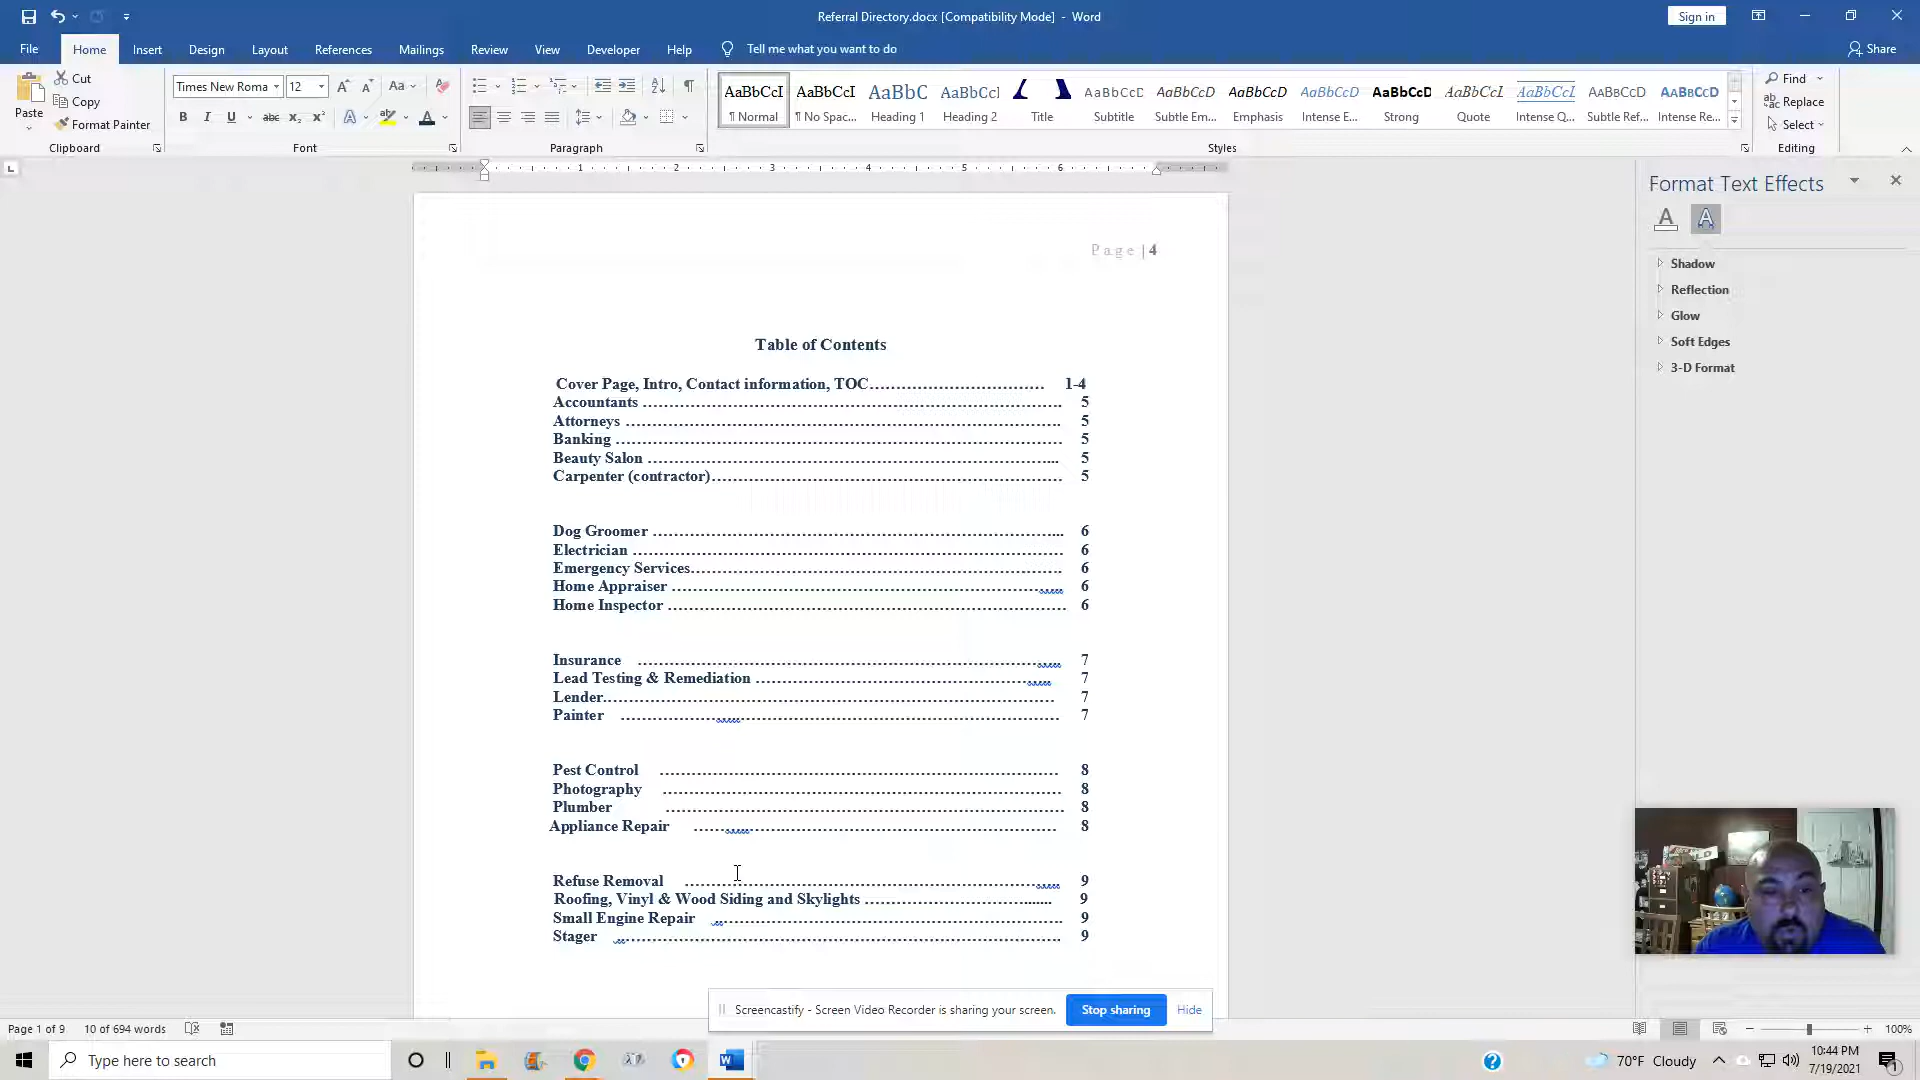 Referral Directory.docx [Compatibility Mode] - Word
Sign in
File Home Insert Design Layout References Mailings Review View Developer Help Tell me what you want to do
Share
Paste
Cut
Copy
Format Painter
Clipboard
Times New Roma 12
Font
Paragraph
AaBbCcI AaBbCcI AaBbC AaBbCcI AaBbCcD AaBbCcD AaBbCcD AaBbCcD AaBbCcD AaBbCcI AaBbCcI AaBbCcD AaBbCcD
¶ Normal ¶ No Spac... Heading 1 Heading 2 Title Subtitle Subtle Em... Emphasis Intense E... Strong Quote Intense Q... Subtle Ref... Intense Re...
Styles
Find
Replace
Select
Editing
1 2 3 4 5 6
Format Text Effects
Shadow
Reflection
Glow
Soft Edges
3-D Format
Page | 4
Table of Contents
Cover Page, Intro, Contact information, TOC…………………………… 1-4
Accountants ……………………………………………………………………. 5
Attorneys ………………………………………………………………………. 5
Banking ………………………………………………………………………… 5
Beauty Salon …………………………………………………………………... 5
Carpenter (contractor)………………………………………………………… 5
Dog Groomer …………………………………………………………………... 6
Electrician ……………………………………………………………………… 6
Emergency Services……………………………………………………………. 6
Home Appraiser ……………………………………………………………….. 6
Home Inspector ………………………………………………………………… 6
Insurance …………………………………………………………………….. 7
Lead Testing & Remediation ……………………………………………….. 7
Lender.………………………………………………………………………… 7
Painter ………………………………………………………………………… 7
Pest Control ………………………………………………………………… 8
Photography ………………………………………………………………… 8
Plumber ………………………………………………………………… 8
Appliance Repair …………………………………………………………… 8
Refuse Removal …………………………………………………………….. 9
Roofing, Vinyl & Wood Siding and Skylights …………………………....... 9
Small Engine Repair ..………………………………………………………. 9
Stager ..………………………………………………………………………. 9
Screencastify - Screen Video Recorder is sharing your screen. Stop sharing Hide
Page 1 of 9 10 of 694 words
100%
Type here to search
70°F Cloudy
10:44 PM
7/19/2021